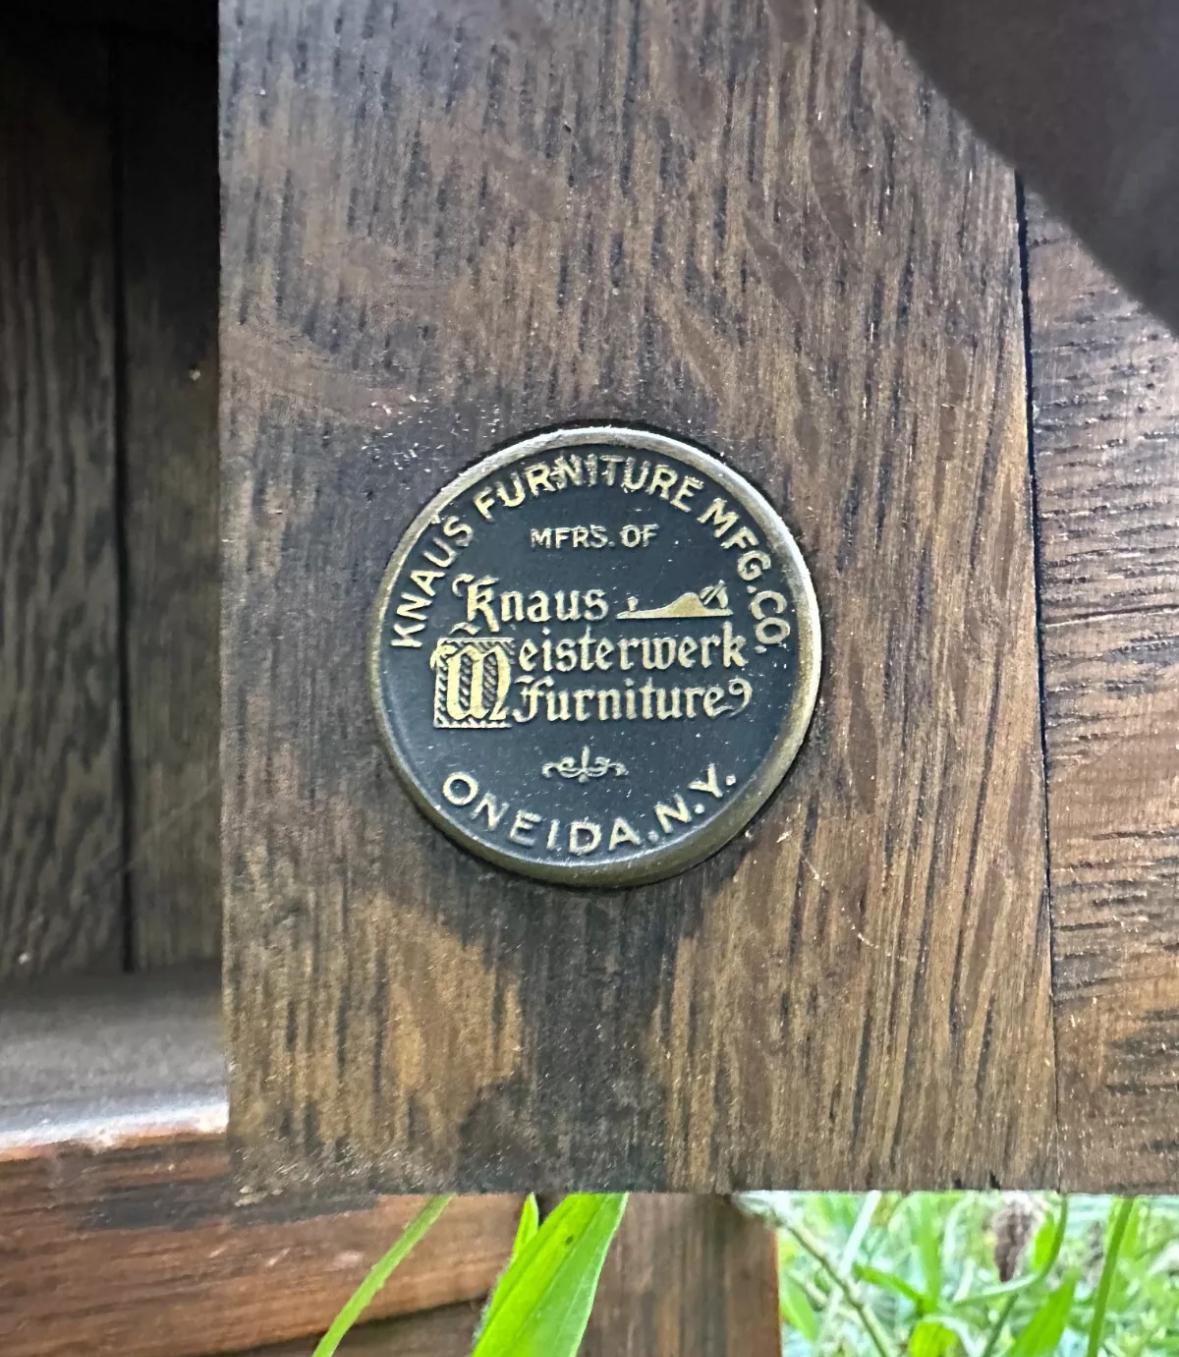 KNAUS FURNITURE MFG. CO.
MFRS. OF
Knaus
Meisterwerk
Furniture
ONEIDA, N.Y.